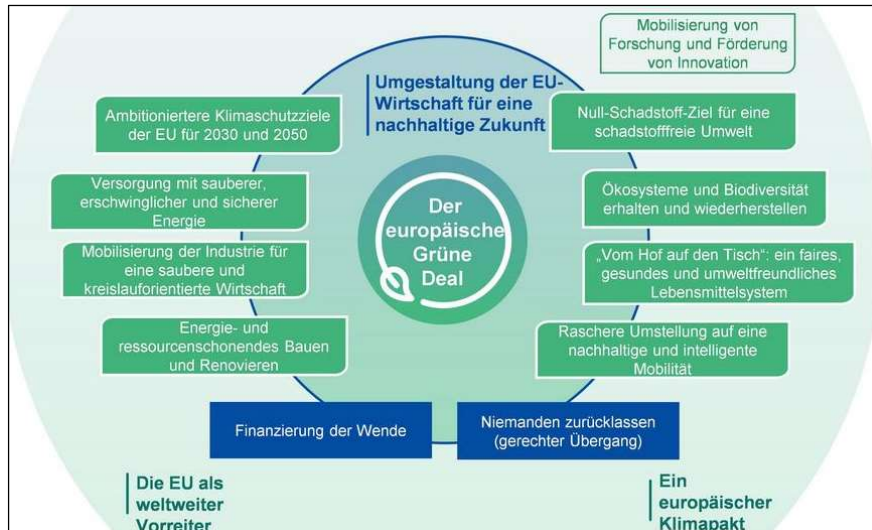 Mobilisierung von
Forschung und Förderung
von Innovation
Umgestaltung der EU-
Wirtschaft für eine
nachhaltige Zukunft
Ambitioniertere Klimaschutzziele
der EU für 2030 und 2050
Null-Schadstoff-Ziel für eine
schadstofffreie Umwelt
Versorgung mit sauberer,
erschwinglicher und sicherer
Energie
Ökosysteme und Biodiversität
erhalten und wiederherstellen
Der
europäische
Grüne
Deal
Mobilisierung der Industrie für
eine saubere und
kreislauforientierte Wirtschaft
„Vom Hof auf den Tisch“: ein faires,
gesundes und umweltfreundliches
Lebensmittelsystem
Energie- und
ressourcenschonendes Bauen
und Renovieren
Raschere Umstellung auf eine
nachhaltige und intelligente
Mobilität
Finanzierung der Wende
Niemanden zurücklassen
(gerechter Übergang)
Die EU als
weltweiter
Vorreiter
Ein
europäischer
Klimapakt